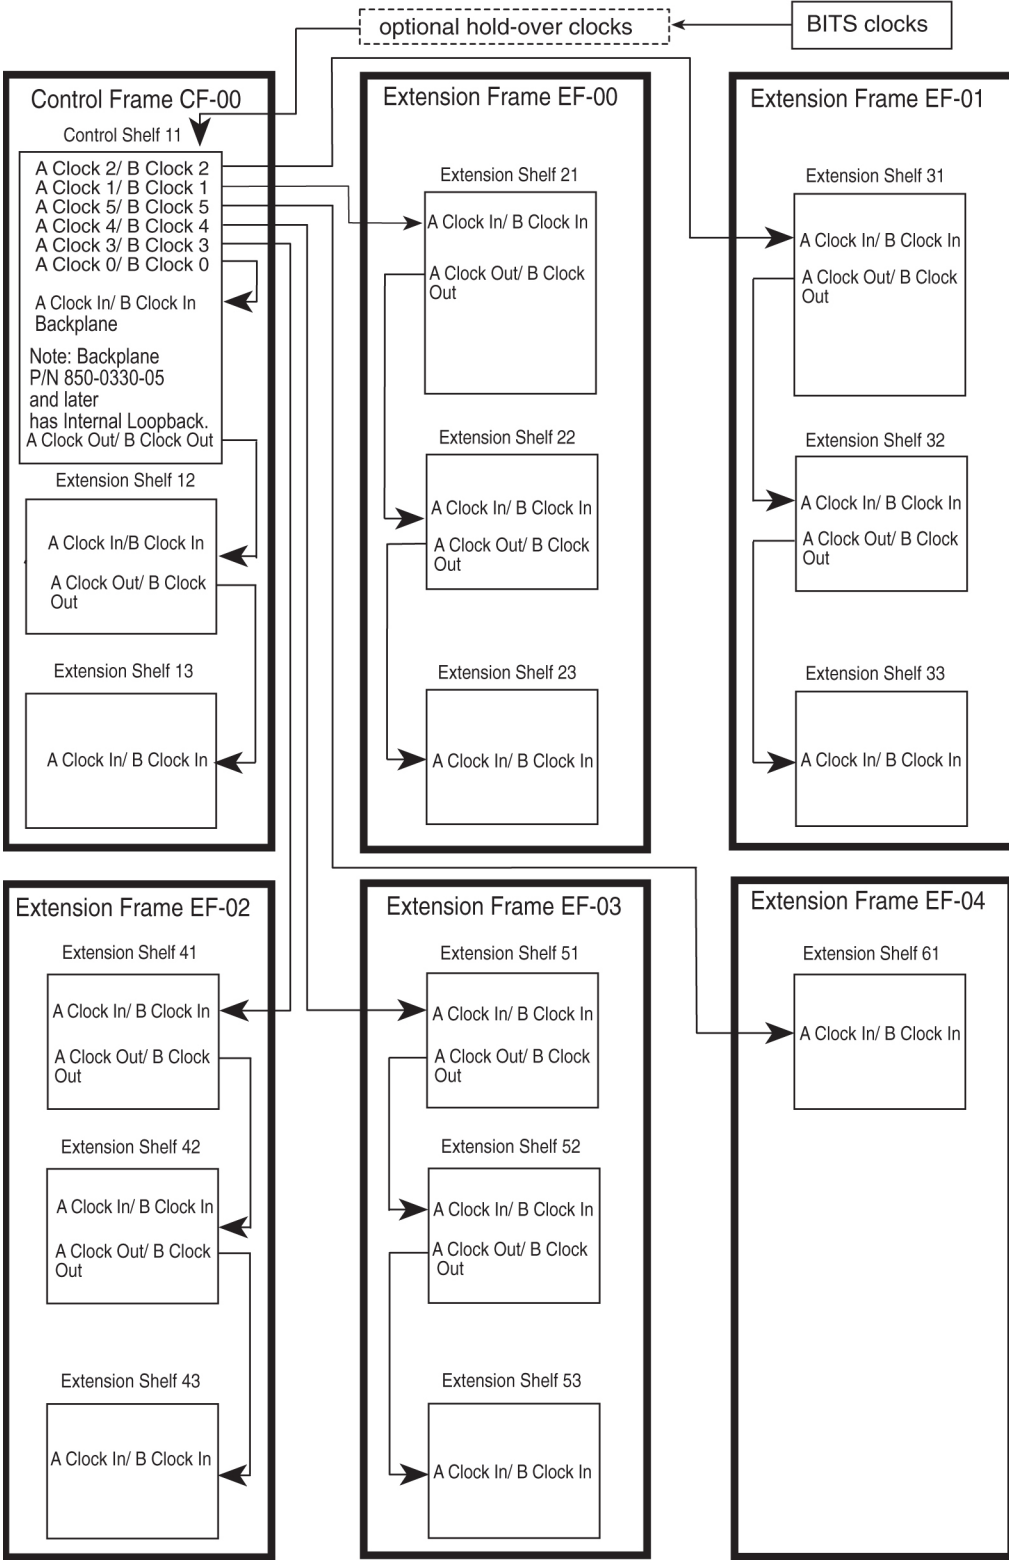 optional hold-over clocks
BITS clocks
Control Frame CF-00
Control Shelf 11
A Clock 2/ B Clock 2
A Clock 1/ B Clock 1
A Clock 5/ B Clock 5
A Clock 4/ B Clock 4
A Clock 3/ B Clock 3
A Clock 0/ B Clock 0
A Clock In/ B Clock In
Backplane
Note: Backplane
P/N 850-0330-05
and later
has Internal Loopback.
A Clock Out/ B Clock Out
Extension Shelf 12
A Clock In/B Clock In
A Clock Out/ B Clock
Out
Extension Shelf 13
A Clock In/ B Clock In
Extension Frame EF-00
Extension Shelf 21
A Clock In/ B Clock In
A Clock Out/ B Clock
Out
Extension Shelf 22
A Clock In/ B Clock In
A Clock Out/ B Clock
Out
Extension Shelf 23
A Clock In/ B Clock In
Extension Frame EF-01
Extension Shelf 31
A Clock In/ B Clock In
A Clock Out/ B Clock
Out
Extension Shelf 32
A Clock In/ B Clock In
A Clock Out/ B Clock
Out
Extension Shelf 33
A Clock In/ B Clock In
Extension Frame EF-02
Extension Shelf 41
A Clock In/ B Clock In
A Clock Out/ B Clock
Out
Extension Shelf 42
A Clock In/ B Clock In
A Clock Out/ B Clock
Out
Extension Shelf 43
A Clock In/ B Clock In
Extension Frame EF-03
Extension Shelf 51
A Clock In/ B Clock In
A Clock Out/ B Clock
Out
Extension Shelf 52
A Clock In/ B Clock In
A Clock Out/ B Clock
Out
Extension Shelf 53
A Clock In/ B Clock In
Extension Frame EF-04
Extension Shelf 61
A Clock In/ B Clock In